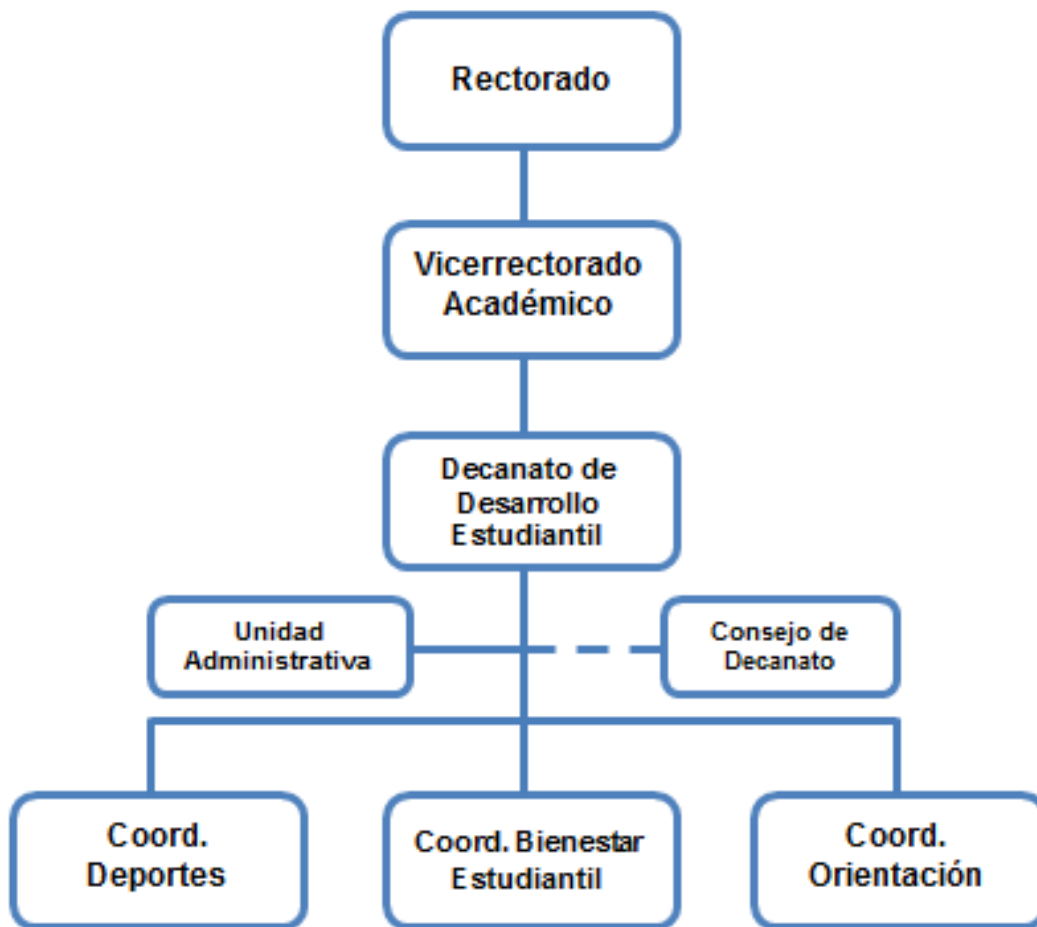 Rectorado
Vicerrectorado
Académico
Decanato de
Desarrollo
Estudiantil
Unidad
Administrativa
Consejo de
Decanato
Coord.
Deportes
Coord. Bienestar
Estudiantil
Coord.
Orientación